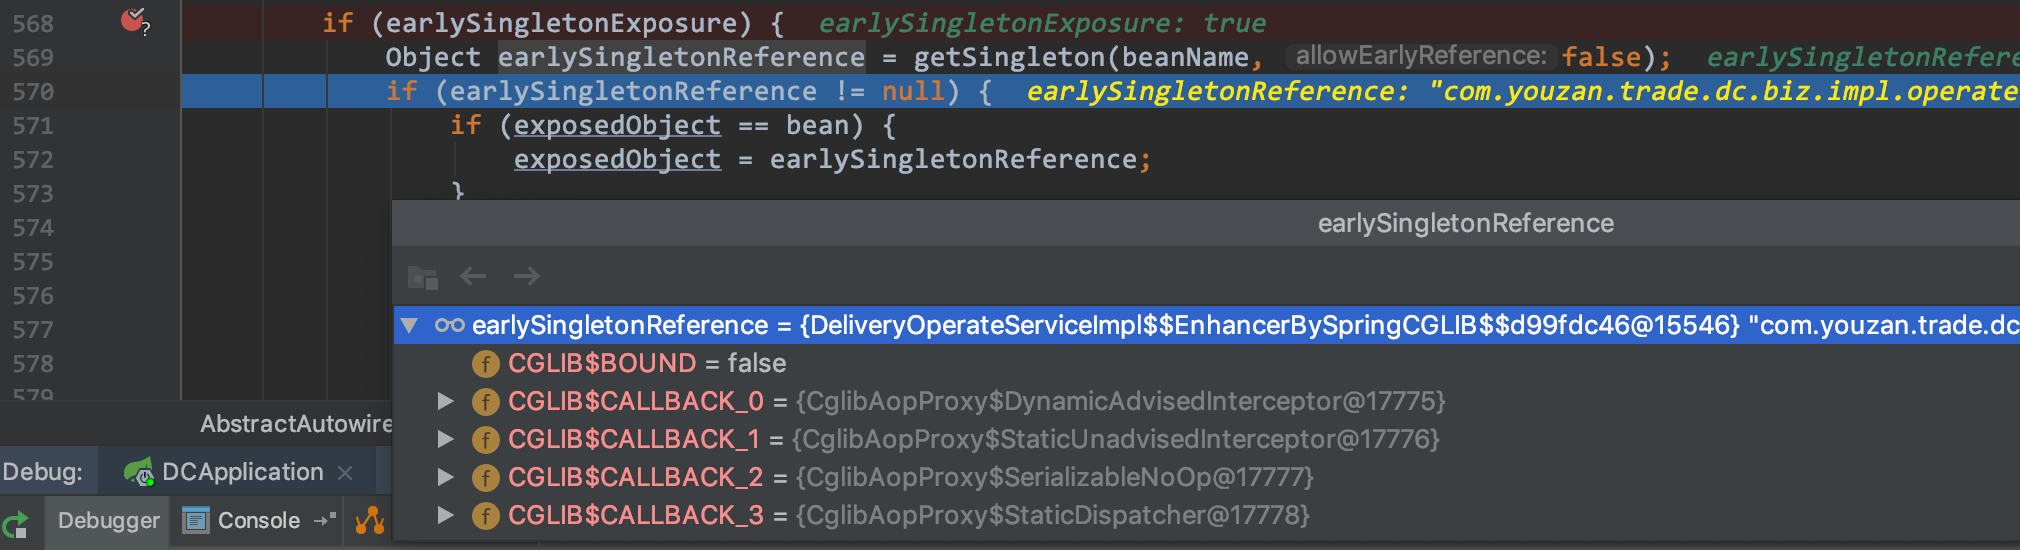 568 if (earlySingletonExposure) { earlySingletonExposure: true
569 Object earlySingletonReference = getSingleton(beanName, allowEarlyReference: false); earlySingletonRefere
570 if (earlySingletonReference != null) { earlySingletonReference: "com.youzan.trade.dc.biz.impl.operate
571 if (exposedObject == bean) {
572 exposedObject = earlySingletonReference;
573 }
574
earlySingletonReference
575
576
577
earlySingletonReference = {DeliveryOperateServiceImpl$$EnhancerBySpringCGLIB$$d99fdc46@15546} "com.youzan.trade.dc
578
f CGLIB$BOUND = false
579
f CGLIB$CALLBACK_0 = {CglibAopProxy$DynamicAdvisedInterceptor@17775}
AbstractAutowire
f CGLIB$CALLBACK_1 = {CglibAopProxy$StaticUnadvisedInterceptor@17776}
Debug: DCApplication
f CGLIB$CALLBACK_2 = {CglibAopProxy$SerializableNoOp@17777}
Debugger Console
f CGLIB$CALLBACK_3 = {CglibAopProxy$StaticDispatcher@17778}